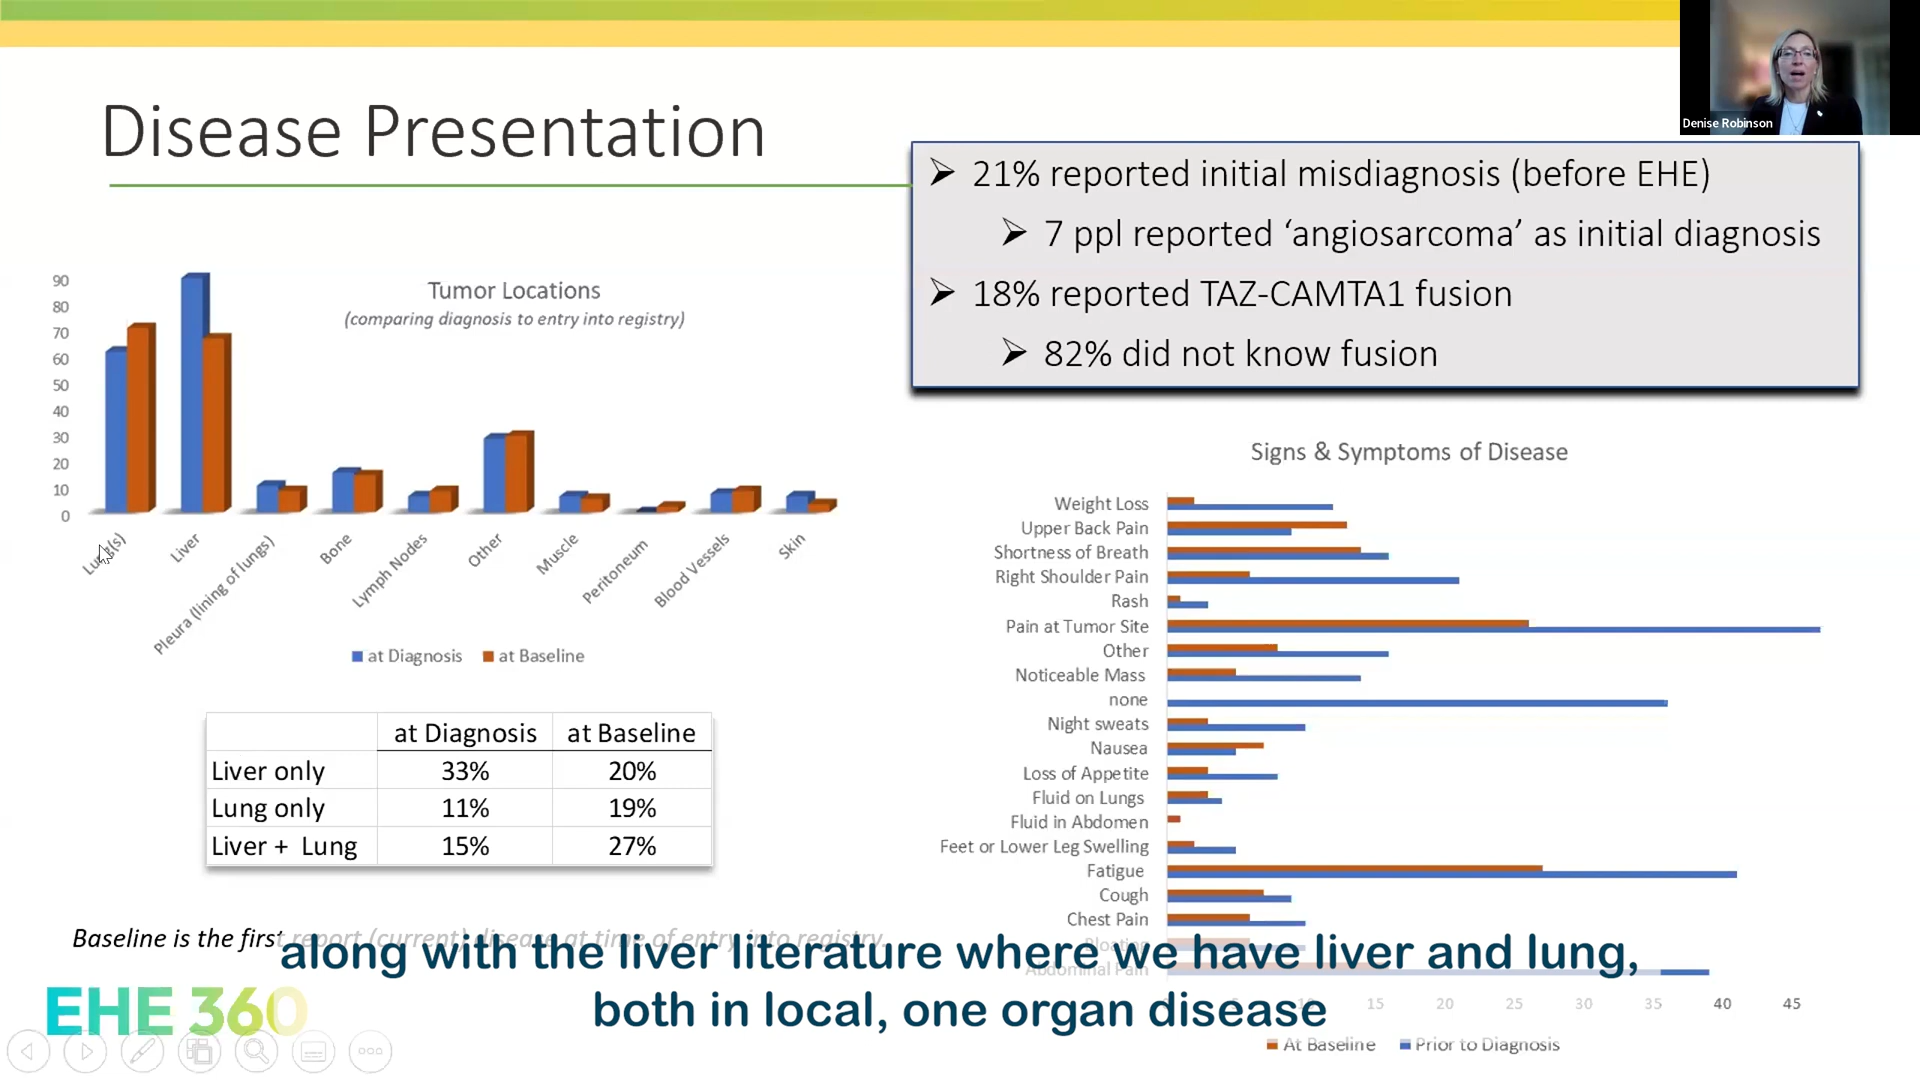 Disease Presentation
Denise Robinson
21% reported initial misdiagnosis (before EHE)
7 ppl reported ‘angiosarcoma’ as initial diagnosis
18% reported TAZ-CAMTA1 fusion
82% did not know fusion
Tumor Locations
(comparing diagnosis to entry into registry)
90
80
70
60
50
40
30
20
10
0
Lung(s)
Liver
Pleura (lining of lungs)
Bone
Lymph Nodes
Other
Muscle
Peritoneum
Blood Vessels
Skin
at Diagnosis at Baseline
at Diagnosis at Baseline
Liver only 33% 20%
Lung only 11% 19%
Liver + Lung 15% 27%
Signs & Symptoms of Disease
Weight Loss
Upper Back Pain
Shortness of Breath
Right Shoulder Pain
Rash
Pain at Tumor Site
Other
Noticeable Mass
none
Night sweats
Nausea
Loss of Appetite
Fluid on Lungs
Fluid in Abdomen
Feet or Lower Leg Swelling
Fatigue
Cough
Chest Pain
Bloating
Abdominal Pain
10 15 20 25 30 35 40 45
At Baseline Prior to Diagnosis
Baseline is the first report (current) disease at time of entry into registry.
along with the liver literature where we have liver and lung,
both in local, one organ disease
EHE 360